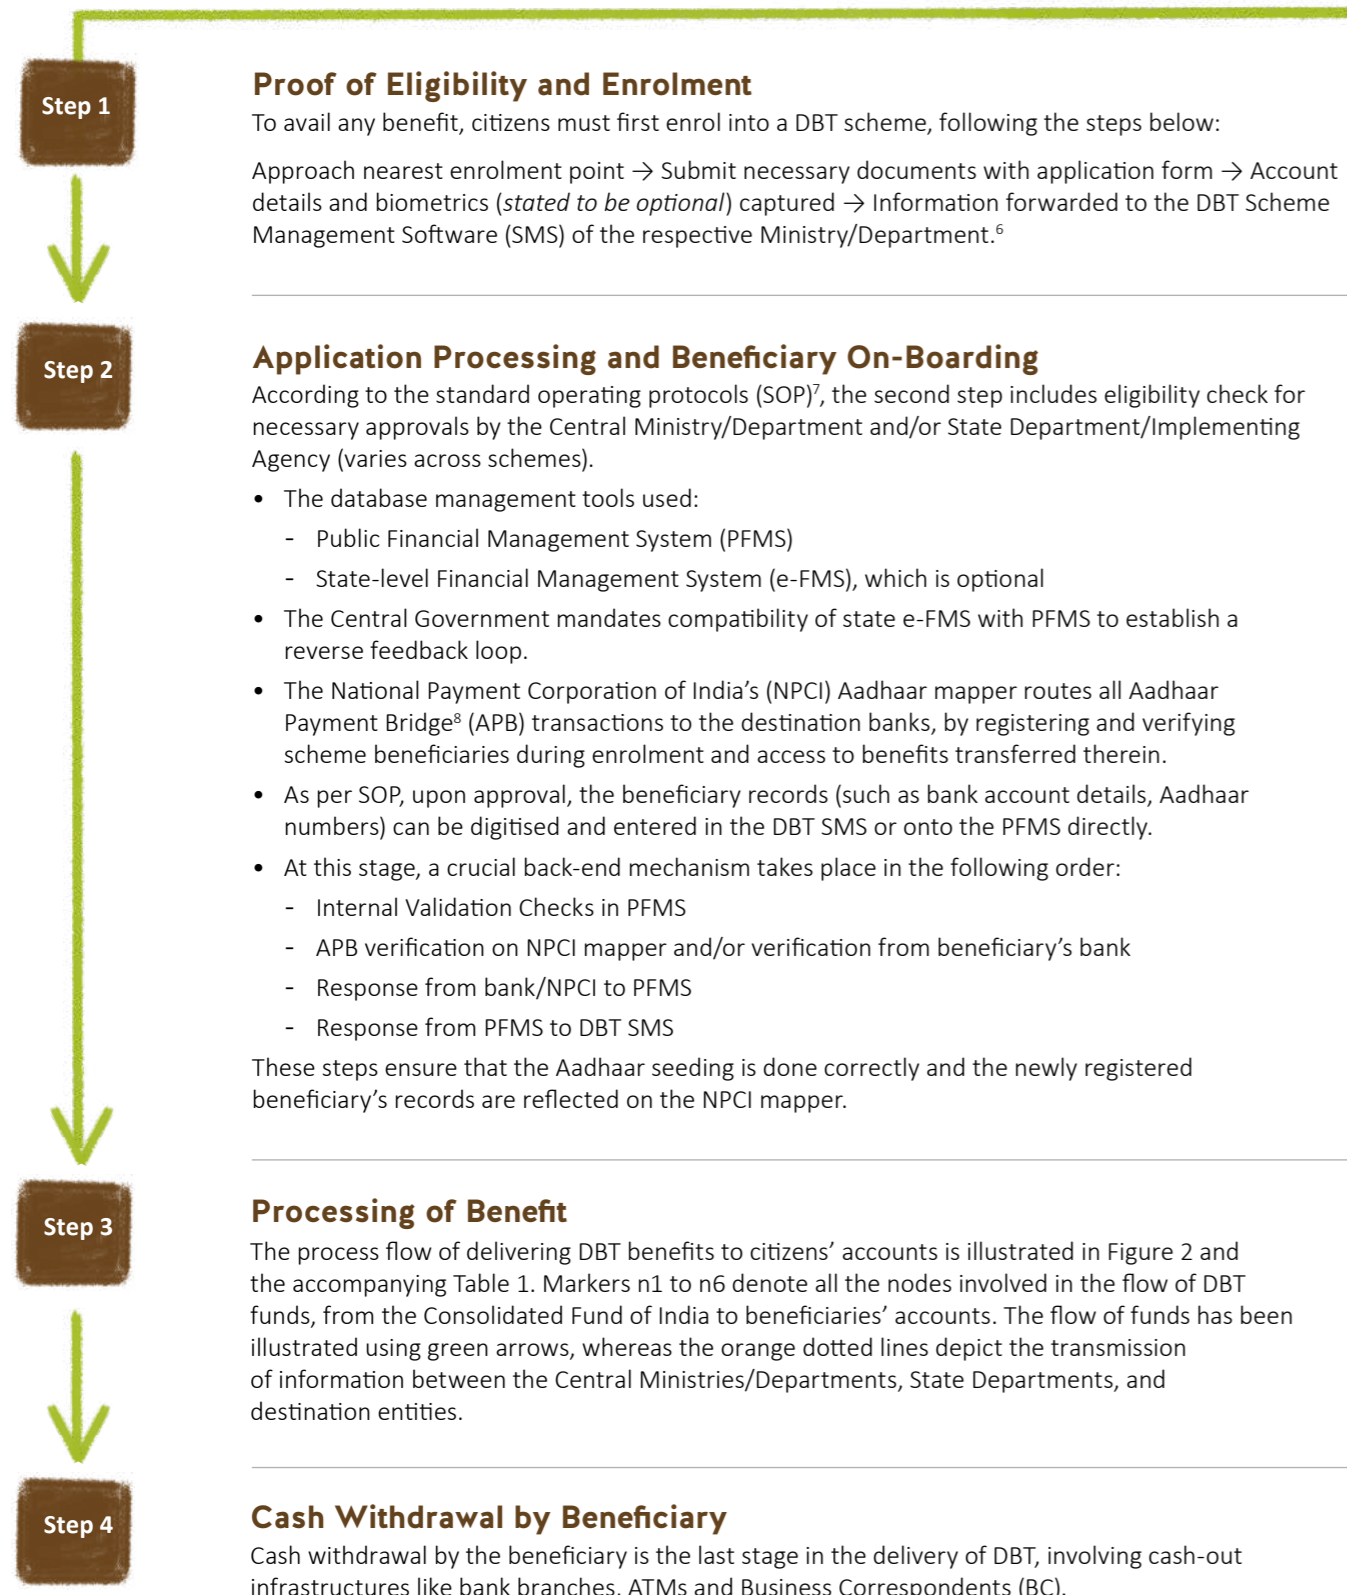 Step 1
Proof of Eligibility and Enrolment
To avail any benefit, citizens must first enrol into a DBT scheme, following the steps below:
Approach nearest enrolment point → Submit necessary documents with application form → Account
details and biometrics (stated to be optional) captured → Information forwarded to the DBT Scheme
Management Software (SMS) of the respective Ministry/Department.⁶
Step 2
Application Processing and Beneficiary On-Boarding
According to the standard operating protocols (SOP)⁷, the second step includes eligibility check for
necessary approvals by the Central Ministry/Department and/or State Department/Implementing
Agency (varies across schemes).
• The database management tools used:
- Public Financial Management System (PFMS)
- State-level Financial Management System (e-FMS), which is optional
• The Central Government mandates compatibility of state e-FMS with PFMS to establish a
reverse feedback loop.
• The National Payment Corporation of India’s (NPCI) Aadhaar mapper routes all Aadhaar
Payment Bridge⁸ (APB) transactions to the destination banks, by registering and verifying
scheme beneficiaries during enrolment and access to benefits transferred therein.
• As per SOP, upon approval, the beneficiary records (such as bank account details, Aadhaar
numbers) can be digitised and entered in the DBT SMS or onto the PFMS directly.
• At this stage, a crucial back-end mechanism takes place in the following order:
- Internal Validation Checks in PFMS
- APB verification on NPCI mapper and/or verification from beneficiary’s bank
- Response from bank/NPCI to PFMS
- Response from PFMS to DBT SMS
These steps ensure that the Aadhaar seeding is done correctly and the newly registered
beneficiary’s records are reflected on the NPCI mapper.
Step 3
Processing of Benefit
The process flow of delivering DBT benefits to citizens’ accounts is illustrated in Figure 2 and
the accompanying Table 1. Markers n1 to n6 denote all the nodes involved in the flow of DBT
funds, from the Consolidated Fund of India to beneficiaries’ accounts. The flow of funds has been
illustrated using green arrows, whereas the orange dotted lines depict the transmission
of information between the Central Ministries/Departments, State Departments, and
destination entities.
Step 4
Cash Withdrawal by Beneficiary
Cash withdrawal by the beneficiary is the last stage in the delivery of DBT, involving cash-out
infrastructures like bank branches, ATMs and Business Correspondents (BC).